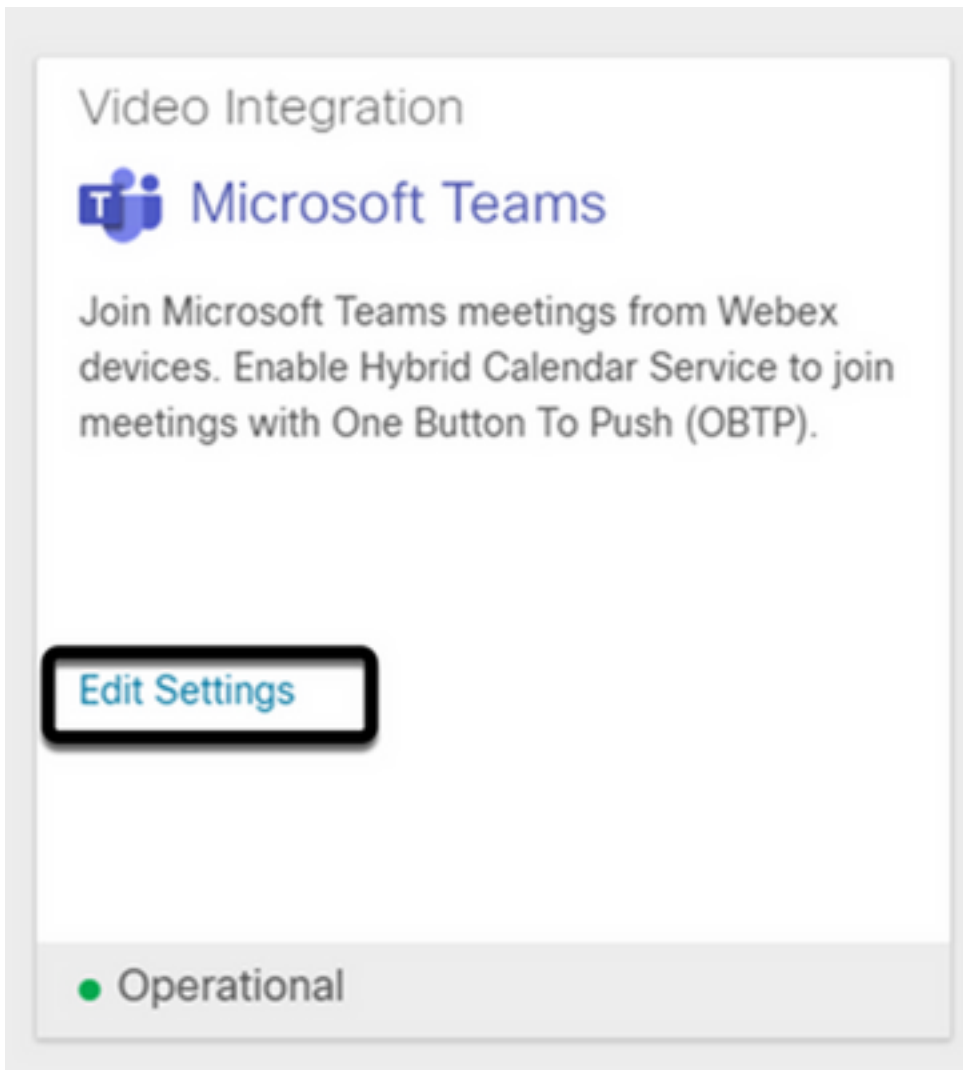 Video Integration
T Microsoft Teams
Join Microsoft Teams meetings from Webex
devices. Enable Hybrid Calendar Service to join
meetings with One Button To Push (OBTP).
Edit Settings
Operational